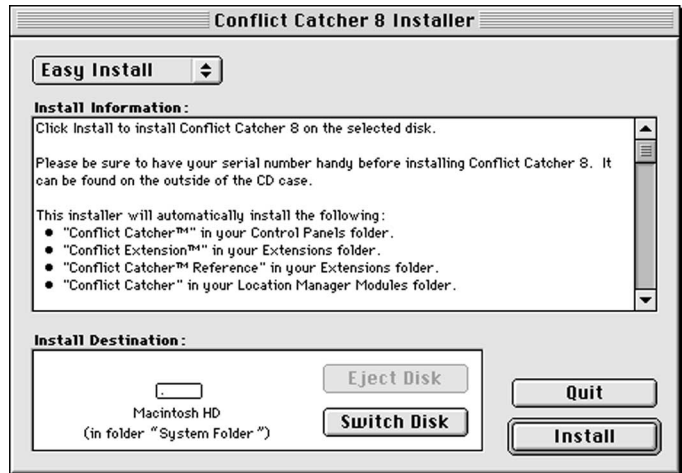 Conflict Catcher 8 Installer
Easy Install
Install Information:
Click Install to install Conflict Catcher 8 on the selected disk.
Please be sure to have your serial number handy before installing Conflict Catcher 8. It
can be found on the outside of the CD case.
This installer will automatically install the following:
● "Conflict Catcher™" in your Control Panels folder.
● "Conflict Extension™" in your Extensions folder.
● "Conflict Catcher™ Reference" in your Extensions folder.
● "Conflict Catcher" in your Location Manager Modules folder.
Install Destination:
Eject Disk
Macintosh HD
(in folder “System Folder”)
Switch Disk
Quit
Install